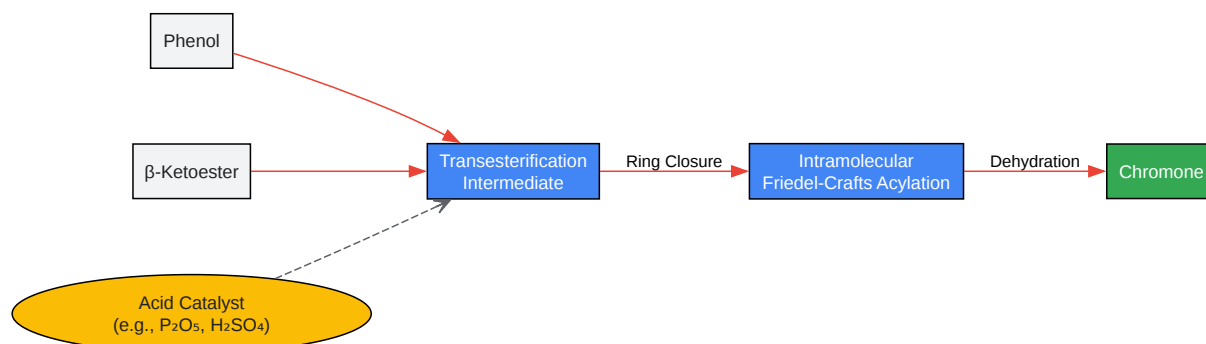 Phenol
β-Ketoester
Acid Catalyst
(e.g., P₂O₅, H₂SO₄)
Transesterification
Intermediate
Ring Closure
Intramolecular
Friedel-Crafts Acylation
Dehydration
Chromone